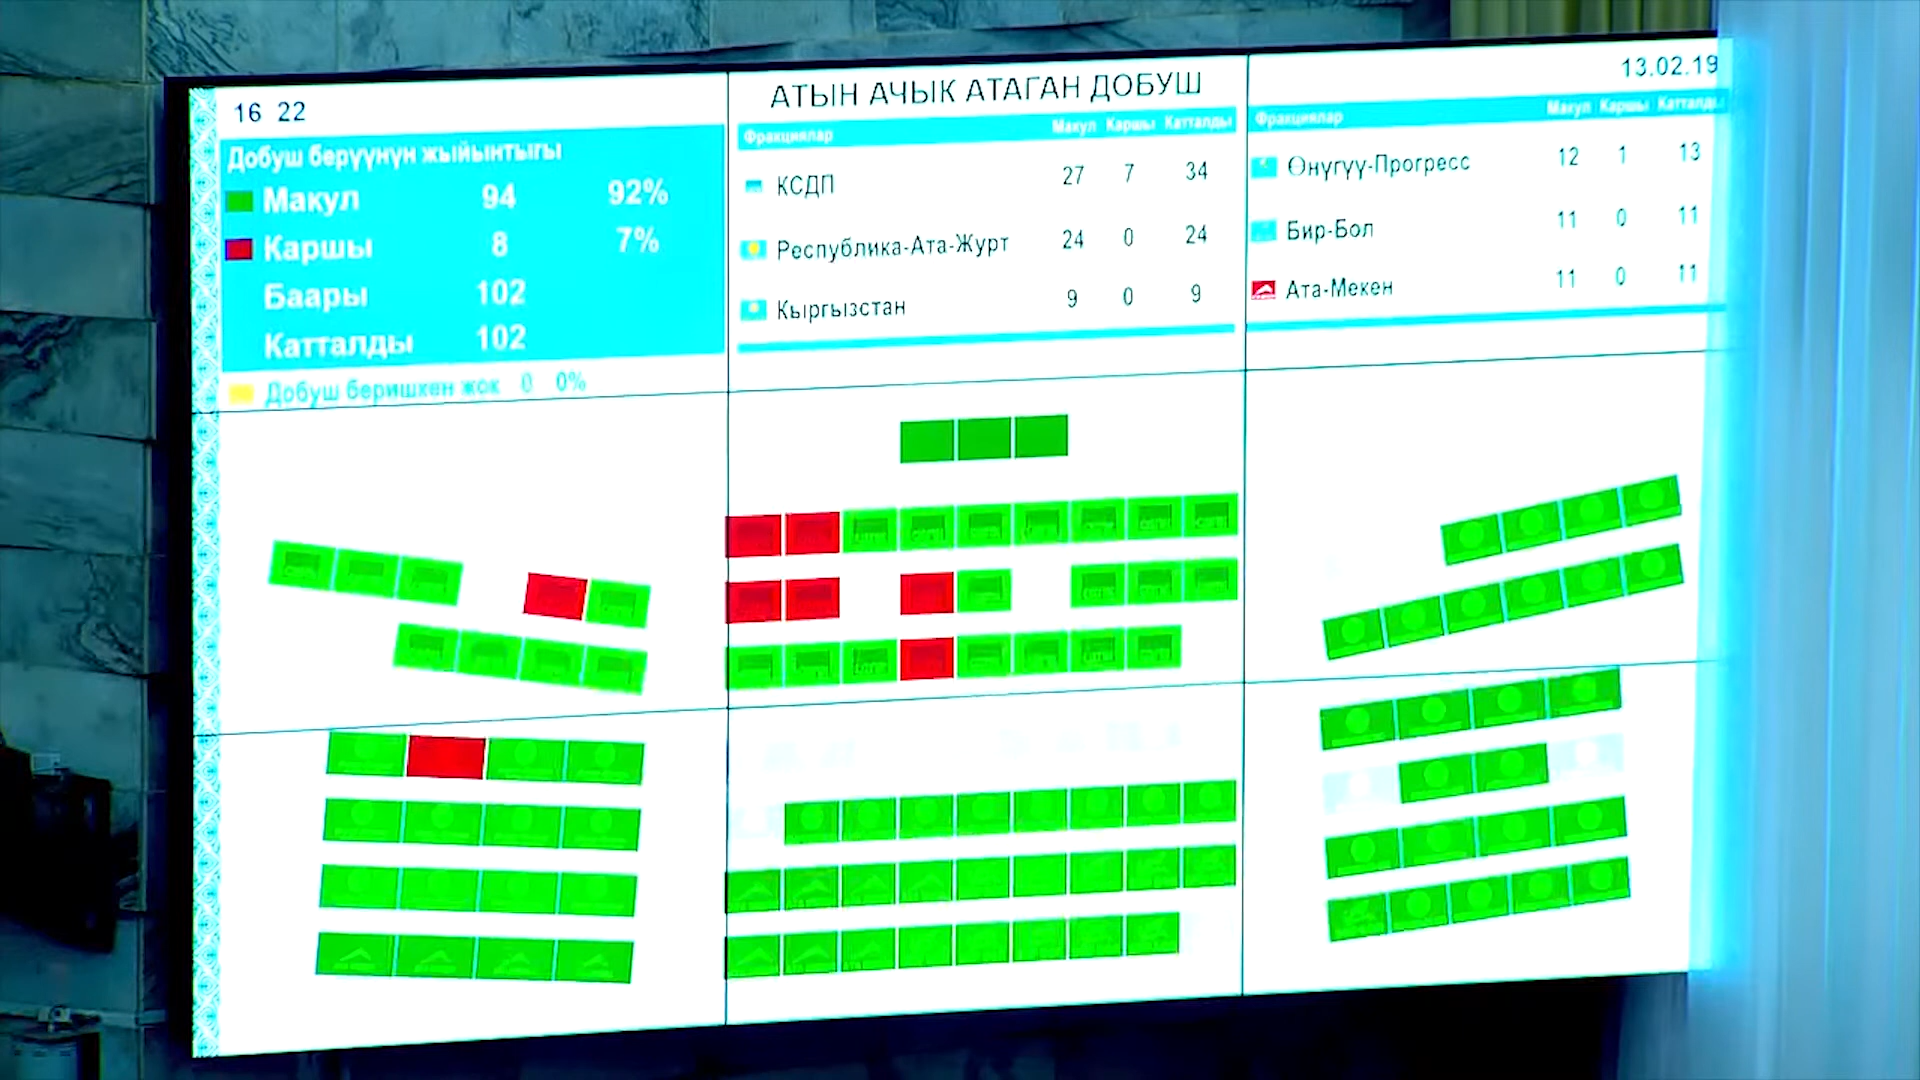 16 22
АТЫН АЧЫК АТАГАН ДОБУШ
13.02.19
Добуш берүүнүн жыйынтыгы
Макул 94 92%
Каршы 8 7%
Баары 102
Катталды 102
Добуш беришкен жок 0 0%
Фракциялар Макул Каршы Катталды
КСДП 27 7 34
Республика-Ата-Журт 24 0 24
Кыргызстан 9 0 9
Фракциялар Макул Каршы Катталды
Өнүгүү-Прогресс 12 1 13
Бир-Бол 11 0 11
Ата-Мекен 11 0 11